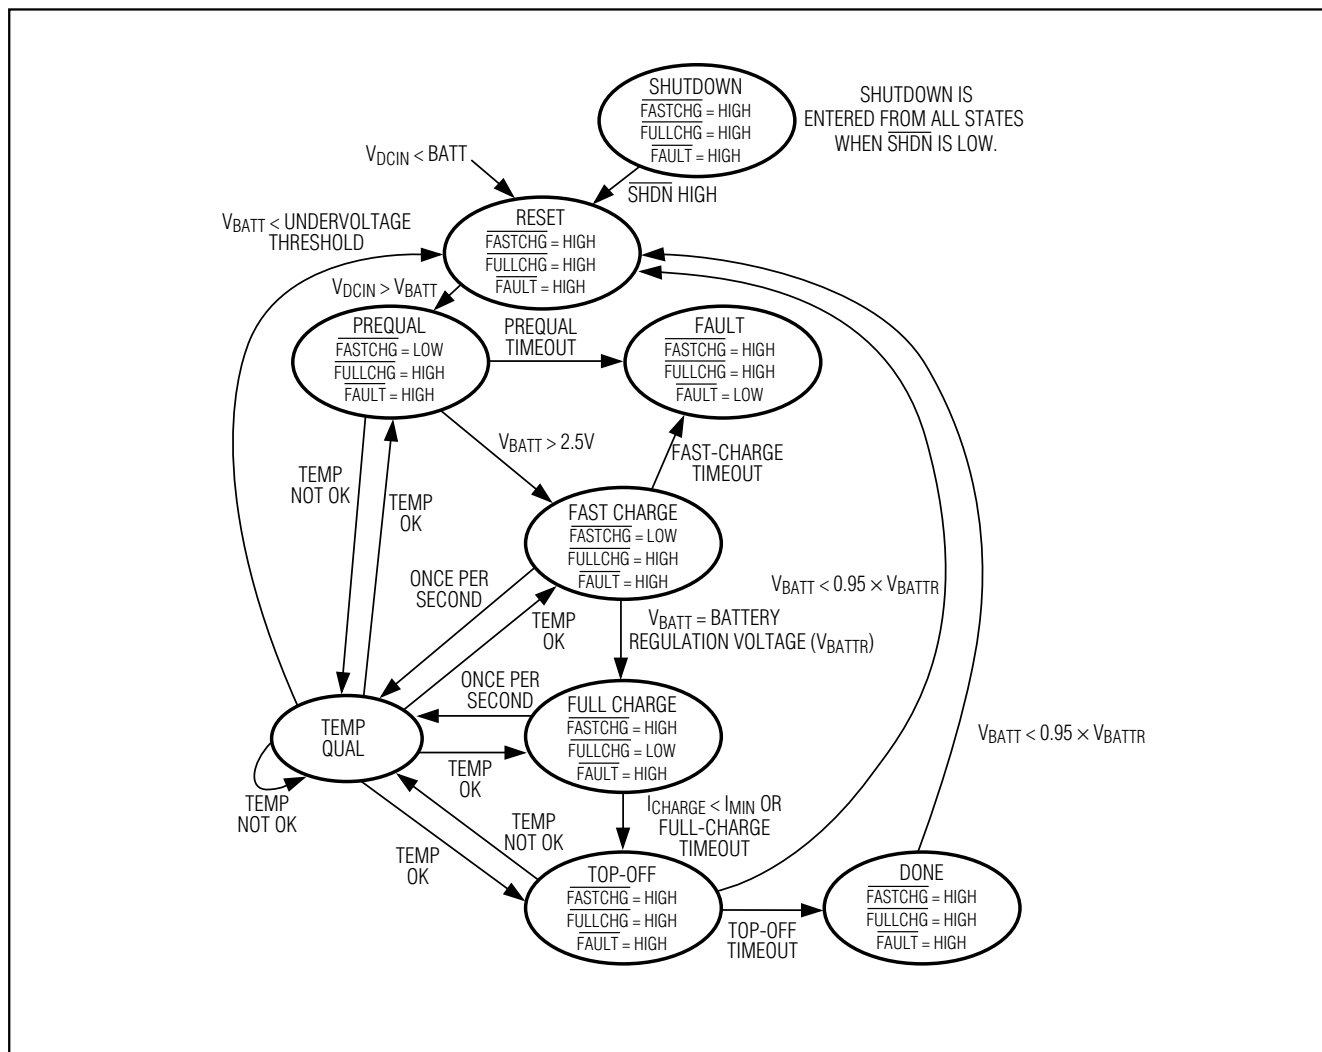 SHUTDOWN
FASTCHG = HIGH
FULLCHG = HIGH
FAULT = HIGH
SHUTDOWN IS
ENTERED FROM ALL STATES
WHEN SHDN IS LOW.
VDCIN < BATT
SHDN HIGH
RESET
FASTCHG = HIGH
FULLCHG = HIGH
FAULT = HIGH
VBATT < UNDERVOLTAGE
THRESHOLD
VDCIN > VBATT
PREQUAL
FASTCHG = LOW
FULLCHG = HIGH
FAULT = HIGH
PREQUAL
TIMEOUT
FAULT
FASTCHG = HIGH
FULLCHG = HIGH
FAULT = LOW
VBATT > 2.5V
FAST-CHARGE
TIMEOUT
TEMP
NOT OK
TEMP
OK
FAST CHARGE
FASTCHG = LOW
FULLCHG = HIGH
FAULT = HIGH
ONCE PER
SECOND
TEMP
OK
VBATT = BATTERY
REGULATION VOLTAGE (VBATTR)
VBATT < 0.95 × VBATTR
ONCE PER
SECOND
FULL CHARGE
FASTCHG = HIGH
FULLCHG = LOW
FAULT = HIGH
TEMP
QUAL
TEMP
OK
VBATT < 0.95 × VBATTR
TEMP
NOT OK
TEMP
NOT OK
ICHARGE < IMIN OR
FULL-CHARGE
TIMEOUT
TEMP
OK
TOP-OFF
FASTCHG = HIGH
FULLCHG = HIGH
FAULT = HIGH
TOP-OFF
TIMEOUT
DONE
FASTCHG = HIGH
FULLCHG = HIGH
FAULT = HIGH